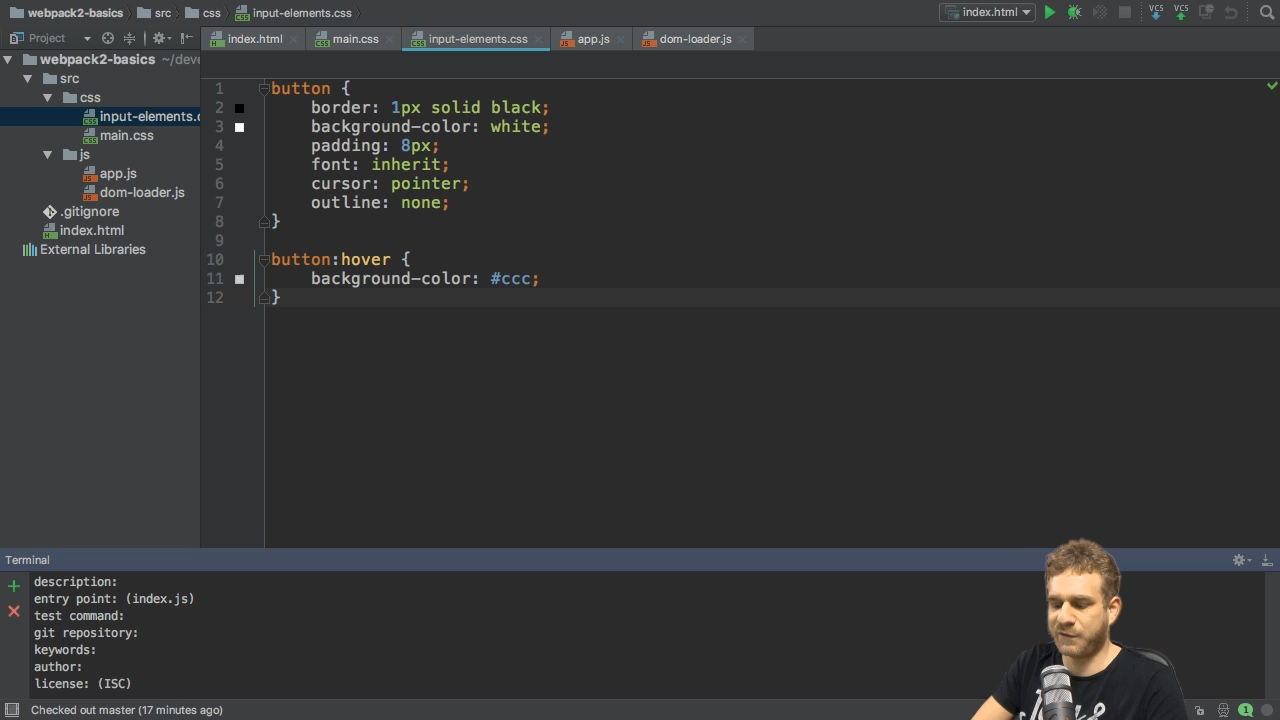 webpack2-basics src css input-elements.css index.html VCS VCS
Project index.html main.css input-elements.css app.js dom-loader.js
webpack2-basics ~/deve
src
css
input-elements.c
main.css
js
app.js
dom-loader.js
.gitignore
index.html
External Libraries
1 button {
2 border: 1px solid black;
3 background-color: white;
4 padding: 8px;
5 font: inherit;
6 cursor: pointer;
7 outline: none;
8 }
9
10 button:hover {
11 background-color: #ccc;
12 }
Terminal
description:
entry point: (index.js)
test command:
git repository:
keywords:
author:
license: (ISC)
Checked out master (17 minutes ago) 1